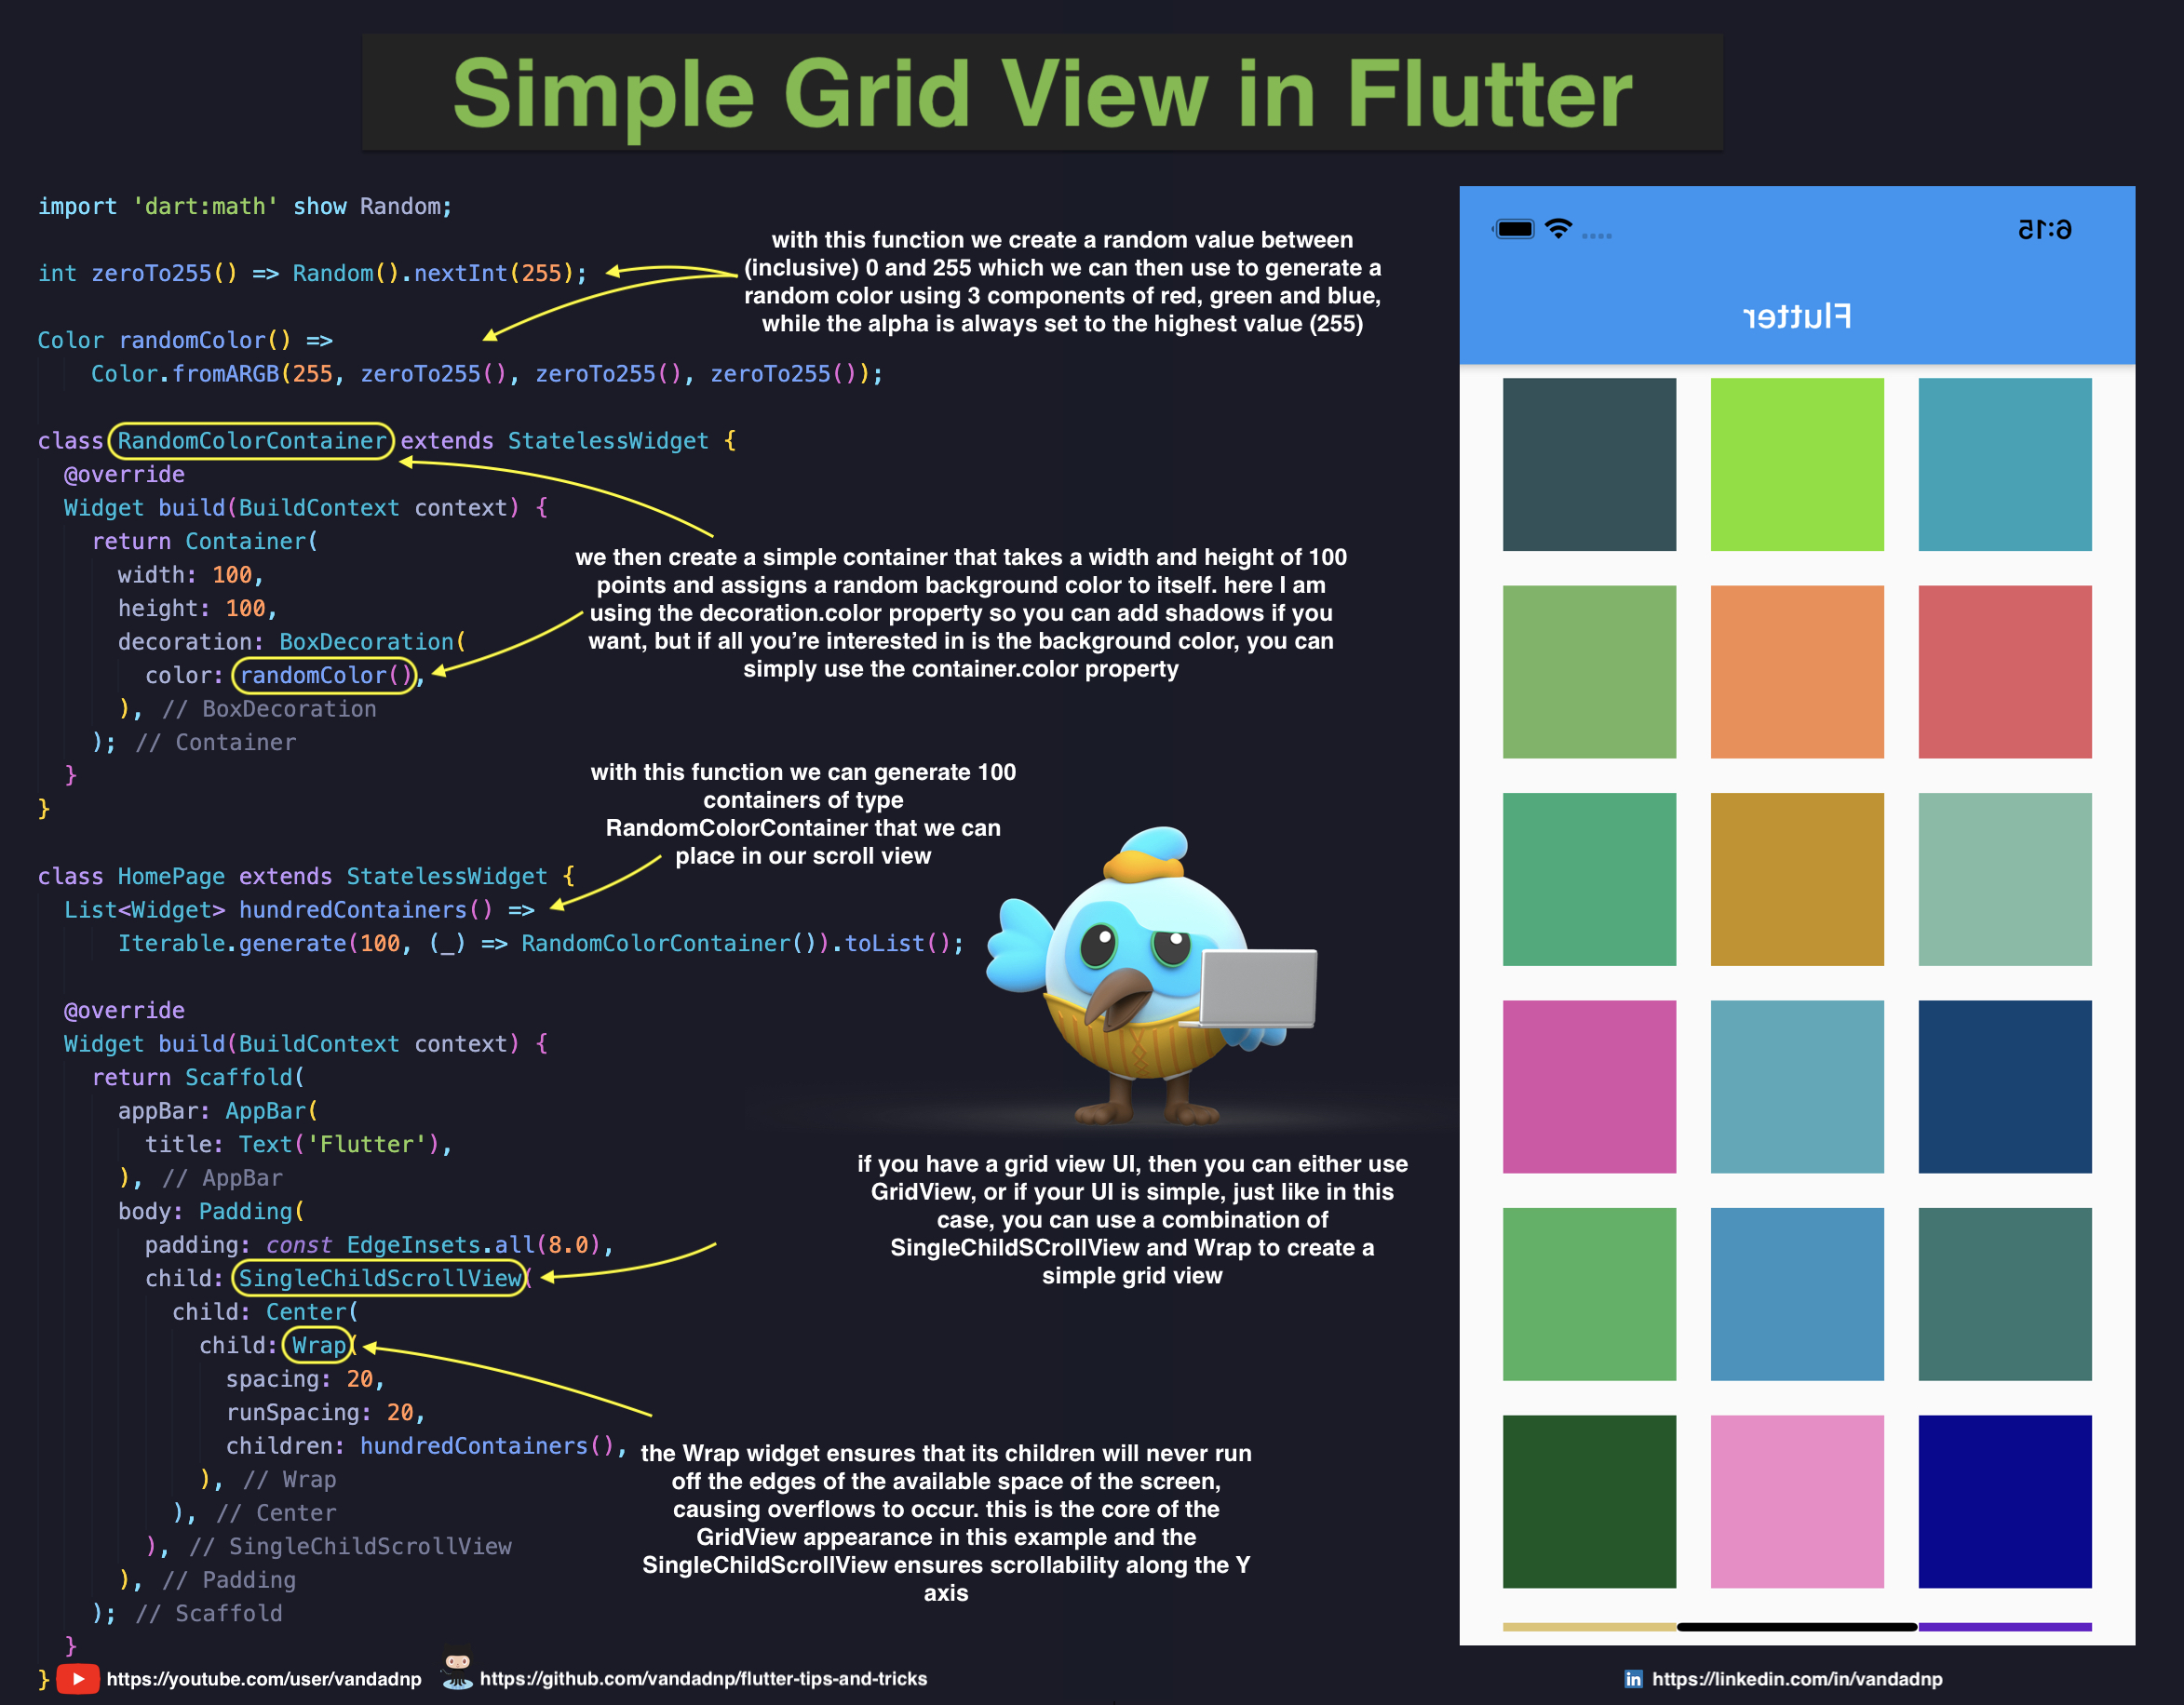 Simple Grid View in Flutter
import 'dart:math' show Random;
int zeroTo255() => Random().nextInt(255);
Color randomColor() =>
Color.fromARGB(255, zeroTo255(), zeroTo255(), zeroTo255());
with this function we create a random value between
(inclusive) 0 and 255 which we can then use to generate a
random color using 3 components of red, green and blue,
while the alpha is always set to the highest value (255)
class RandomColorContainer extends StatelessWidget {
@override
Widget build(BuildContext context) {
return Container(
width: 100,
height: 100,
decoration: BoxDecoration(
color: randomColor(),
), // BoxDecoration
); // Container
}
}
we then create a simple container that takes a width and height of 100
points and assigns a random background color to itself. here I am
using the decoration.color property so you can add shadows if you
want, but if all you’re interested in is the background color, you can
simply use the container.color property
with this function we can generate 100
containers of type
RandomColorContainer that we can
place in our scroll view
class HomePage extends StatelessWidget {
List<Widget> hundredContainers() =>
Iterable.generate(100, (_) => RandomColorContainer()).toList();
@override
Widget build(BuildContext context) {
return Scaffold(
appBar: AppBar(
title: Text('Flutter'),
), // AppBar
body: Padding(
padding: const EdgeInsets.all(8.0),
child: SingleChildScrollView(
child: Center(
child: Wrap(
spacing: 20,
runSpacing: 20,
children: hundredContainers(),
), // Wrap
), // Center
), // SingleChildScrollView
), // Padding
); // Scaffold
}
}
if you have a grid view UI, then you can either use
GridView, or if your UI is simple, just like in this
case, you can use a combination of
SingleChildSCrollView and Wrap to create a
simple grid view
the Wrap widget ensures that its children will never run
off the edges of the available space of the screen,
causing overflows to occur. this is the core of the
GridView appearance in this example and the
SingleChildScrollView ensures scrollability along the Y
axis
6:15
Flutter
https://youtube.com/user/vandadnp
https://github.com/vandadnp/flutter-tips-and-tricks
in https://linkedin.com/in/vandadnp